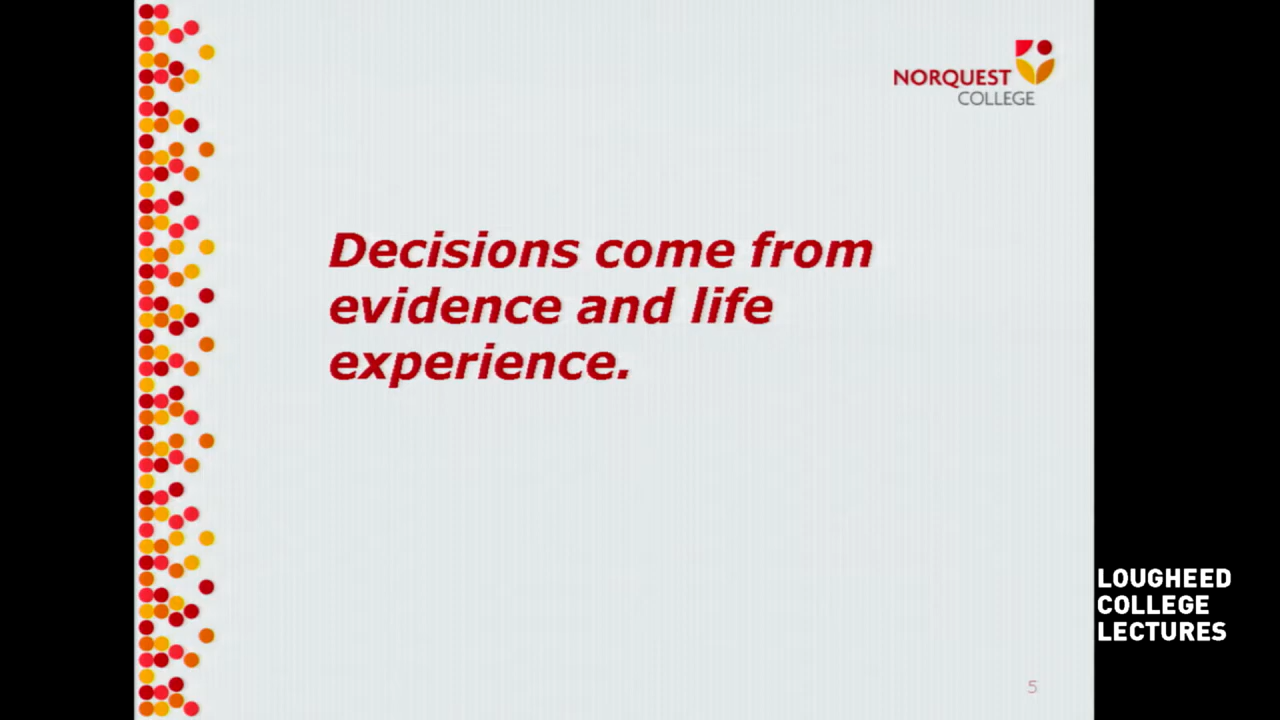 NORQUEST
COLLEGE
Decisions come from
evidence and life
experience.
LOUGHEED
COLLEGE
LECTURES
5